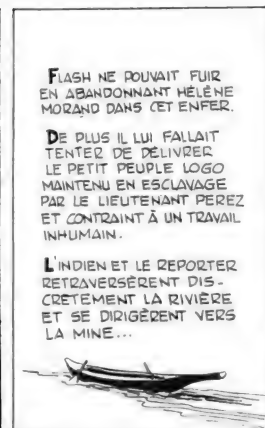 FLASH NE POUVAIT FUIR
EN ABANDONNANT HÉLÈNE
MORAND DANS CET ENFER.
DE PLUS IL LUI FALLAIT
TENTER DE DÉLIVRER
LE PETIT PEUPLE LOGO
MAINTENU EN ESCLAVAGE
PAR LE LIEUTENANT PEREZ
ET CONTRAINT À UN TRAVAIL
INHUMAIN.
L'INDIEN ET LE REPORTER
RETRAVERSÈRENT DIS-
CRÈTEMENT LA RIVIÈRE
ET SE DIRIGÈRENT VERS
LA MINE...